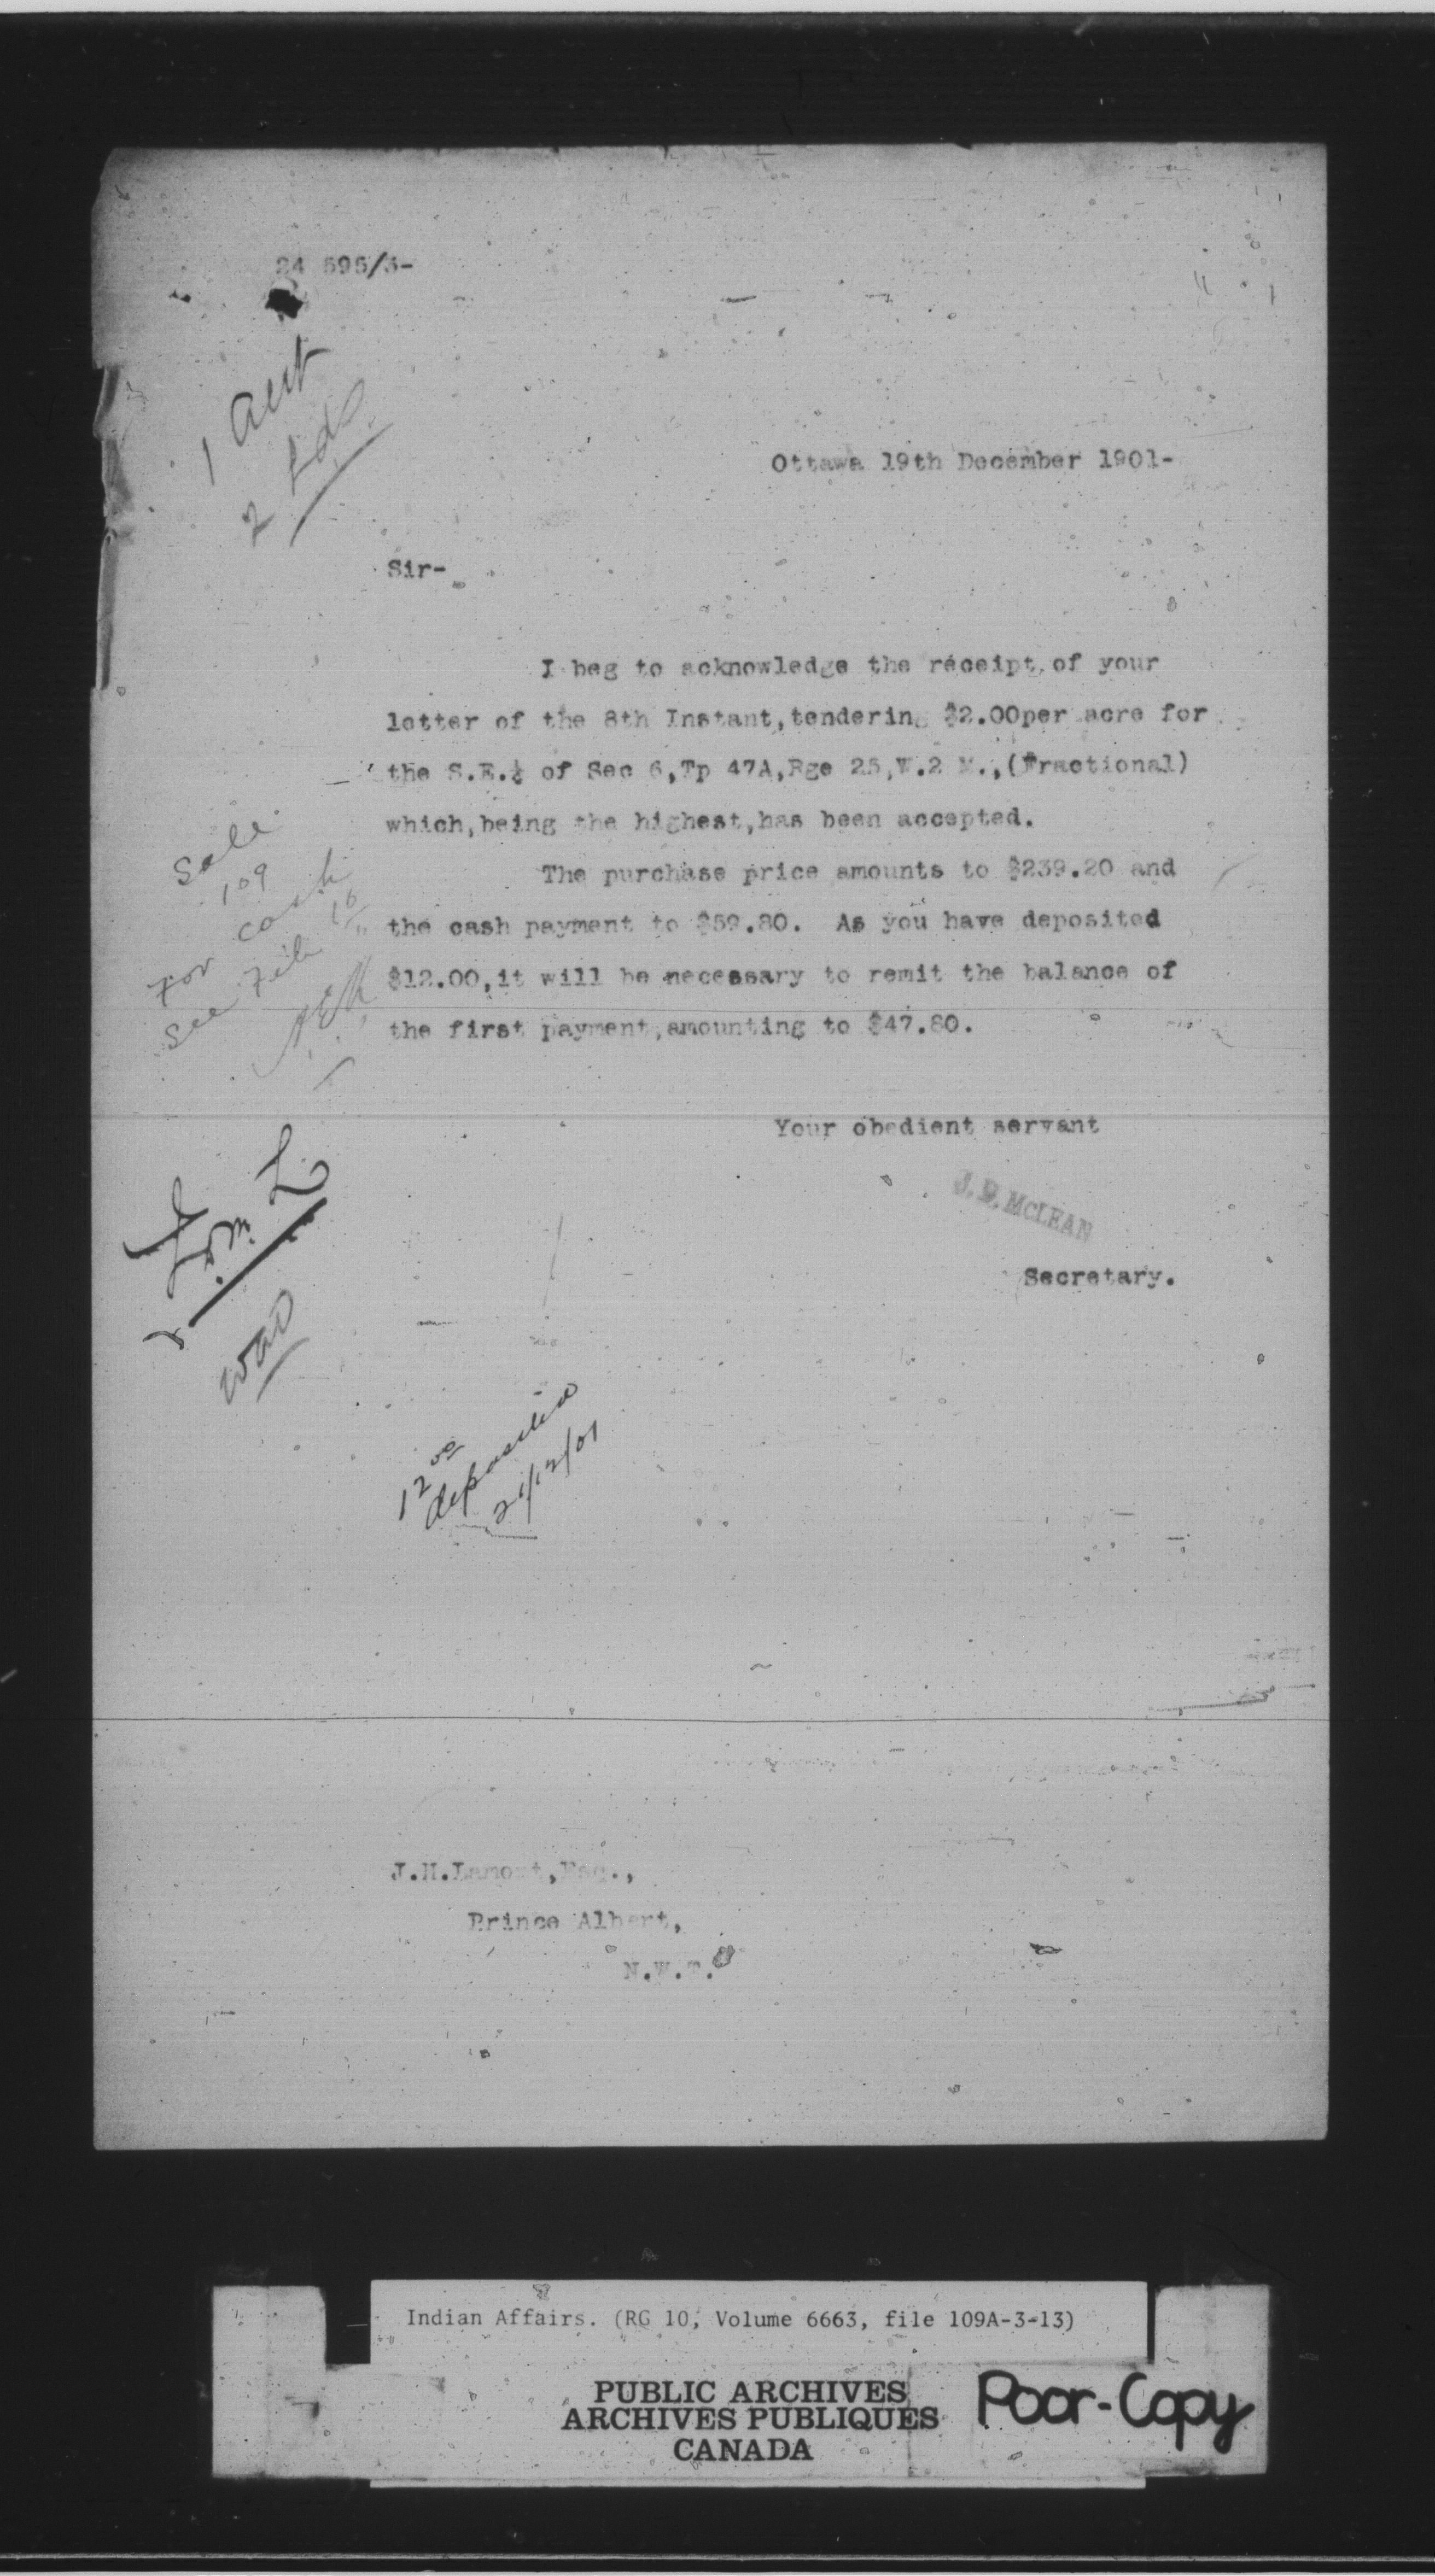 24 595/3-
1 Acct
2 Lds.
Ottawa 19th December 1901-
Sir-
I beg to acknowledge the receipt of your
letter of the 8th Instant,tendering $2.00per acre for
the S.E.¼ of Sec 6,Tp 47A,Rge 25,W.2 M.,(fractional)
which,being the highest,has been accepted.
The purchase price amounts to $239.20 and
the cash payment to $59.80. As you have deposited
$12.00,it will be necessary to remit the balance of
the first payment,amounting to $47.80.
Sale
109
For cash
See File 16
Your obedient servant
J. D. McLEAN
Secretary.
WAO
12 00
deposited
21/12/01
J.H.Lamont,Esq.,
Prince Albert,
N.W.T.
Indian Affairs. (RG 10, Volume 6663, file 109A-3-13)
PUBLIC ARCHIVES
ARCHIVES PUBLIQUES
CANADA
Poor-Copy